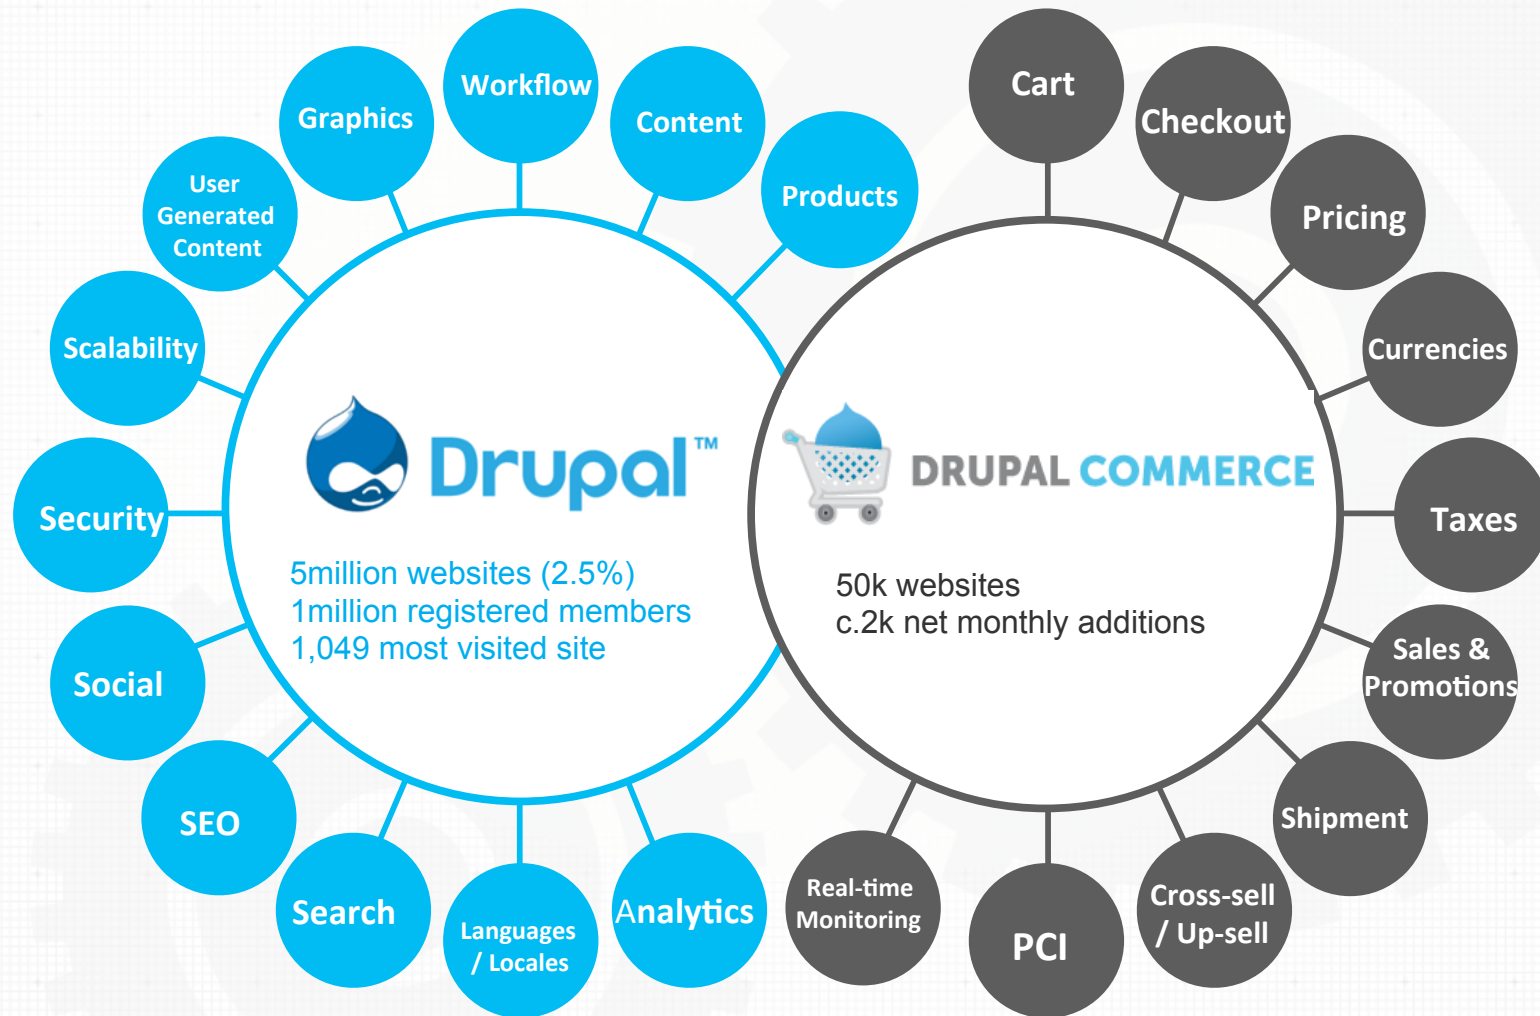 Workflow
Graphics
Content
User
Generated
Content
Products
Scalability
Security
Social
SEO
Search
Languages
/ Locales
Analytics
Drupal™
5million websites (2.5%)
1million registered members
1,049 most visited site
Cart
Checkout
Pricing
Currencies
Taxes
Sales &
Promotions
Shipment
Cross-sell
/ Up-sell
PCI
Real-time
Monitoring
DRUPAL COMMERCE
50k websites
c.2k net monthly additions